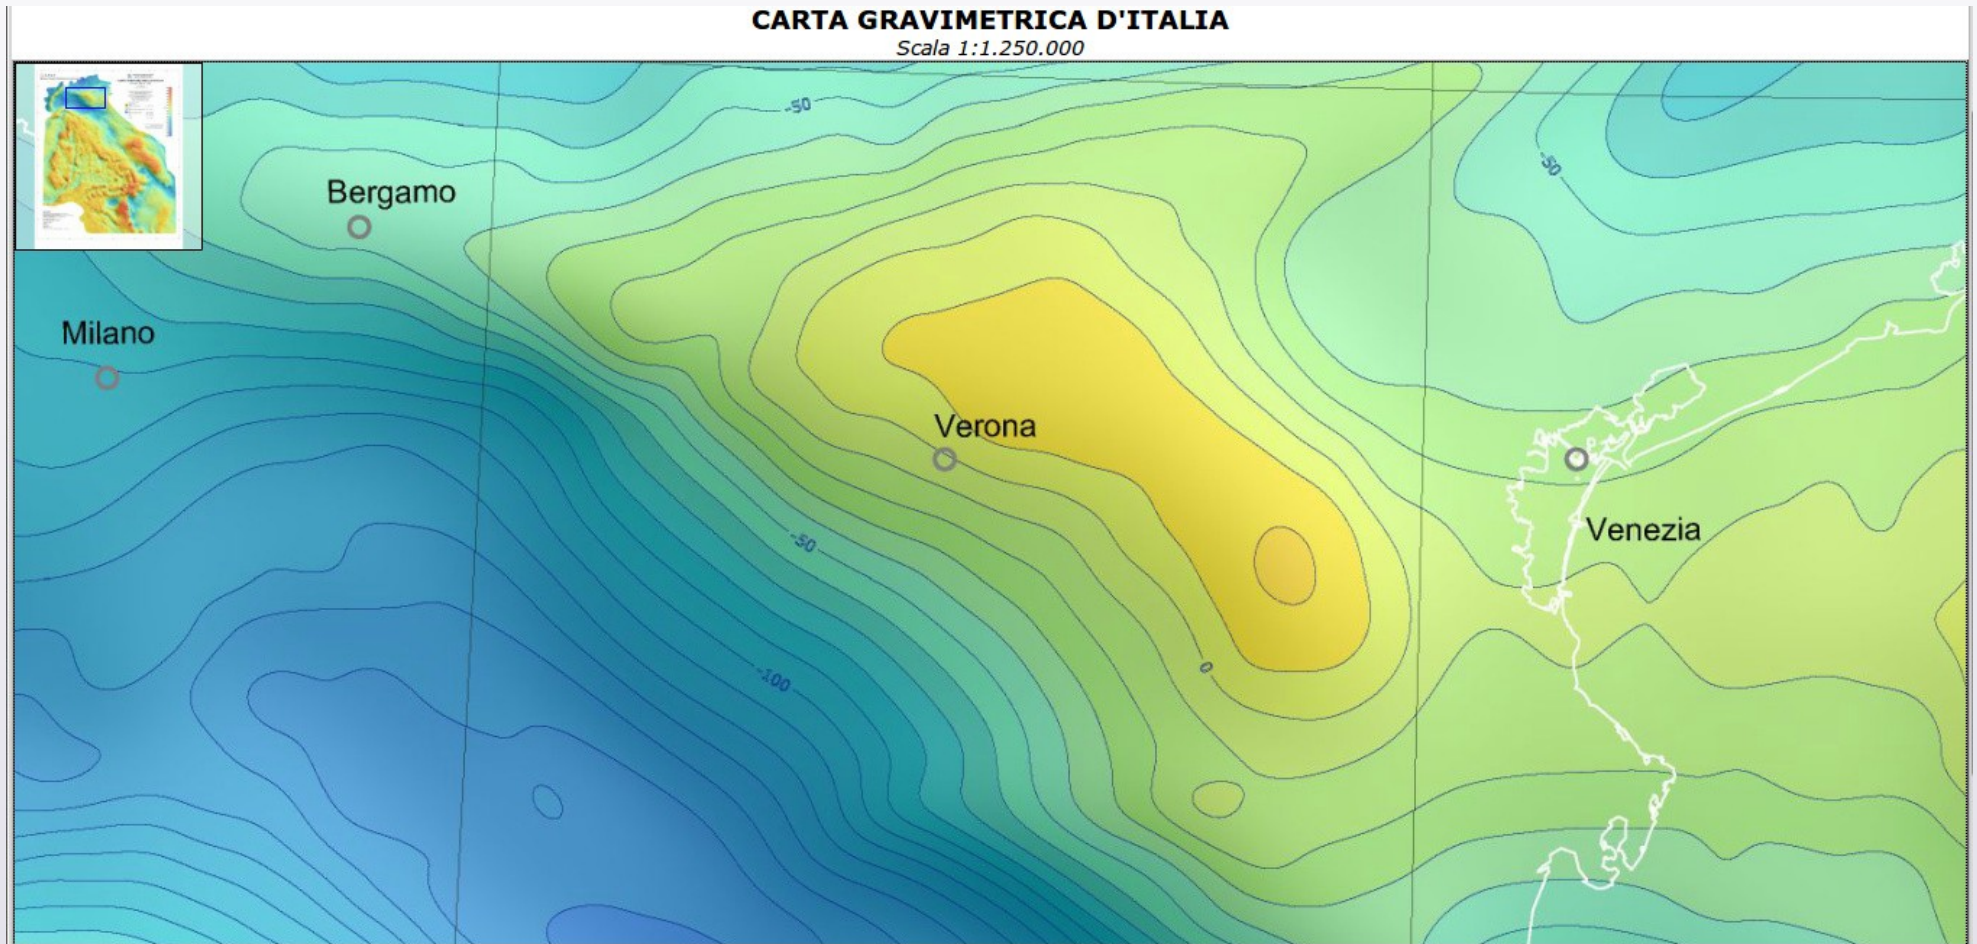 CARTA GRAVIMETRICA D'ITALIA
Scala 1:1.250.000
-50
-50
Bergamo
Milano
Verona
Venezia
-50
0
-100